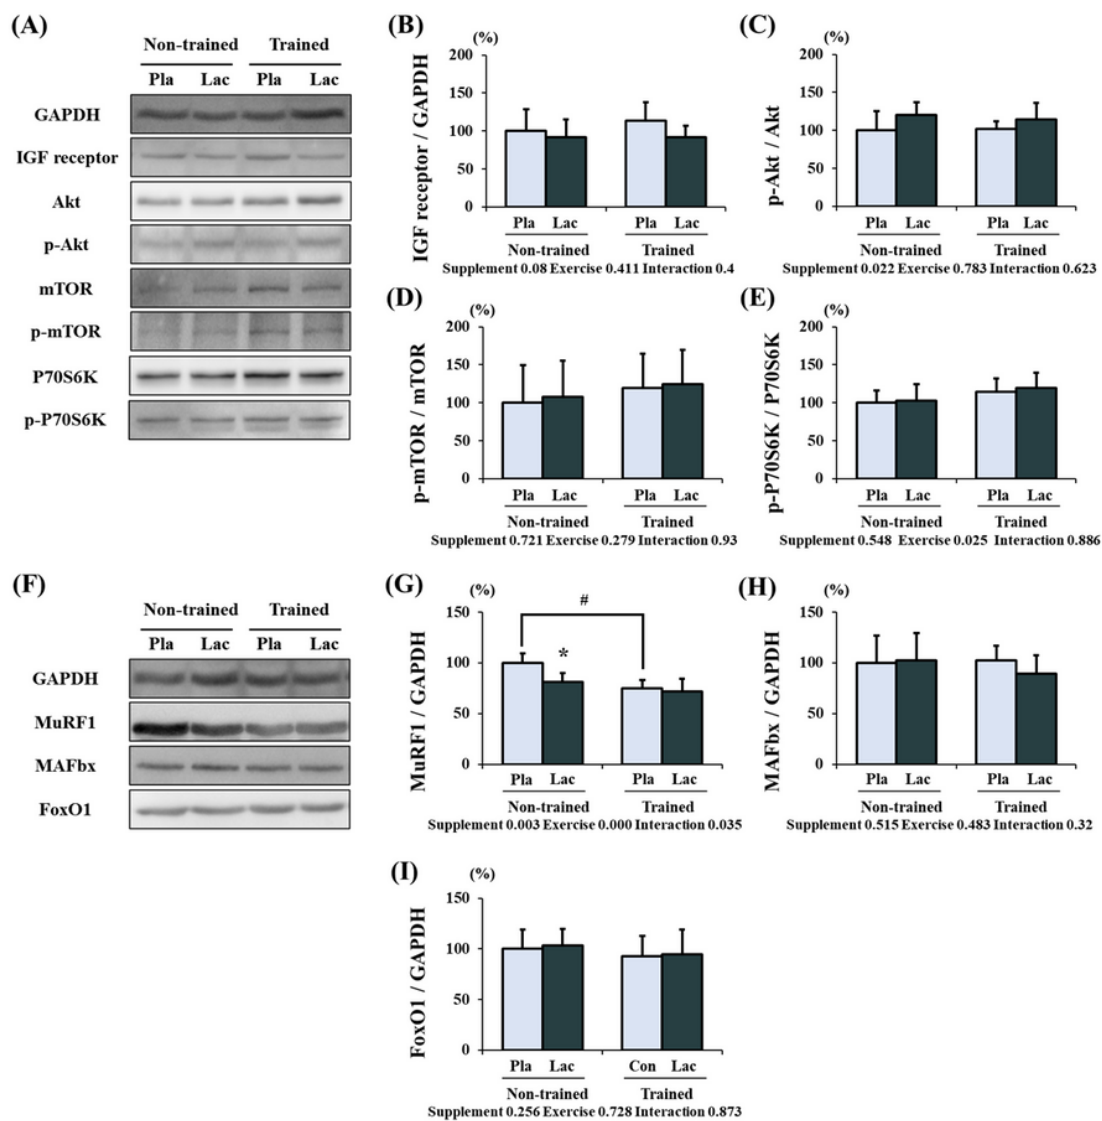 (A)
Non-trained Trained
Pla Lac Pla Lac
GAPDH
IGF receptor
Akt
p-Akt
mTOR
p-mTOR
P70S6K
p-P70S6K
(B)
(%)
IGF receptor / GAPDH
200
150
100
50
0
Pla Lac Pla Lac
Non-trained Trained
Supplement 0.08 Exercise 0.411 Interaction 0.4
(C)
(%)
p-Akt / Akt
200
150
100
50
0
Pla Lac Pla Lac
Non-trained Trained
Supplement 0.022 Exercise 0.783 Interaction 0.623
(D)
(%)
p-mTOR / mTOR
200
150
100
50
0
Pla Lac Pla Lac
Non-trained Trained
Supplement 0.721 Exercise 0.279 Interaction 0.93
(E)
(%)
p-P70S6K / P70S6K
200
150
100
50
0
Pla Lac Pla Lac
Non-trained Trained
Supplement 0.548 Exercise 0.025 Interaction 0.886
(F)
Non-trained Trained
Pla Lac Pla Lac
GAPDH
MuRF1
MAFbx
FoxO1
(G)
(%)
MuRF1 / GAPDH
150
100
50
0
#
*
Pla Lac Pla Lac
Non-trained Trained
Supplement 0.003 Exercise 0.000 Interaction 0.035
(H)
(%)
MAFbx / GAPDH
150
100
50
0
Pla Lac Pla Lac
Non-trained Trained
Supplement 0.515 Exercise 0.483 Interaction 0.32
(I)
(%)
FoxO1 / GAPDH
150
100
50
0
Pla Lac Con Lac
Non-trained Trained
Supplement 0.256 Exercise 0.728 Interaction 0.873